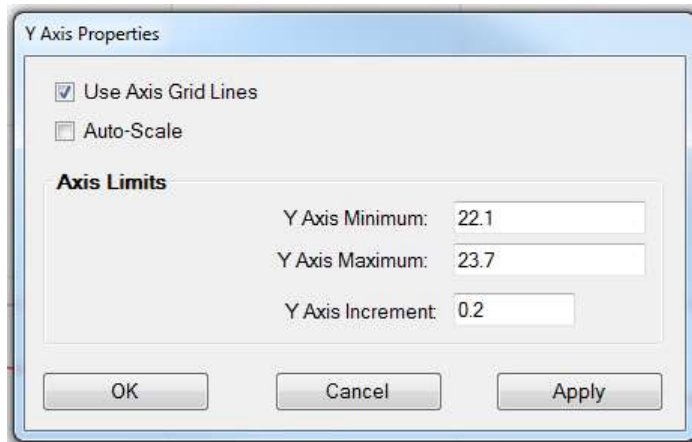 Y Axis Properties
Use Axis Grid Lines
Auto-Scale
Axis Limits
Y Axis Minimum: 22.1
Y Axis Maximum: 23.7
Y Axis Increment: 0.2
OK Cancel Apply